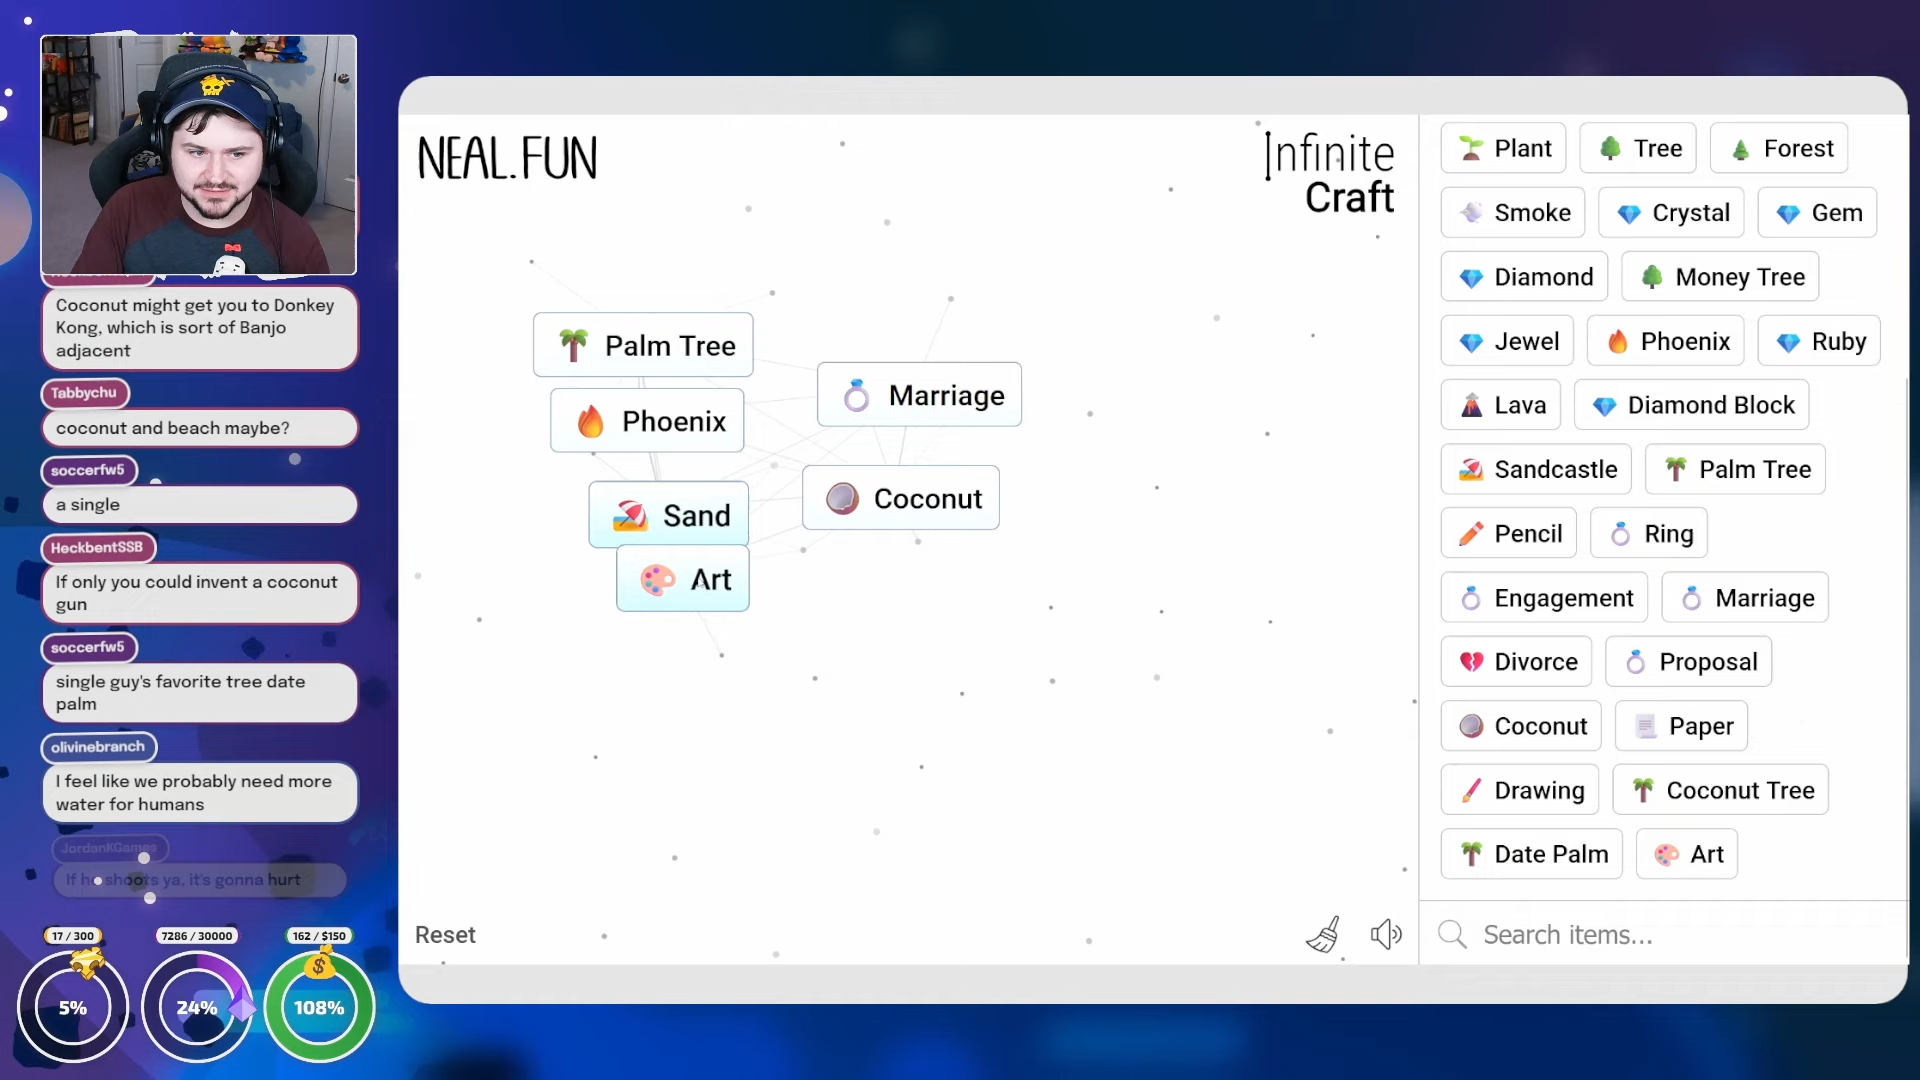 Coconut might get you to Donkey
Kong, which is sort of Banjo
adjacent
Tabbychu
coconut and beach maybe?
soccerfw5
a single
HeckbentSSB
If only you could invent a coconut
gun
soccerfw5
single guy's favorite tree date
palm
olivinebranch
I feel like we probably need more
water for humans
JordanKGames
If he shoots ya, it's gonna hurt
17 / 300
7286 / 30000
162 / $150
5%
24%
108%
NEAL.FUN
Infinite
Craft
Palm Tree
Phoenix
Marriage
Sand
Coconut
Art
Reset
Plant
Tree
Forest
Smoke
Crystal
Gem
Diamond
Money Tree
Jewel
Phoenix
Ruby
Lava
Diamond Block
Sandcastle
Palm Tree
Pencil
Ring
Engagement
Marriage
Divorce
Proposal
Coconut
Paper
Drawing
Coconut Tree
Date Palm
Art
Search items...